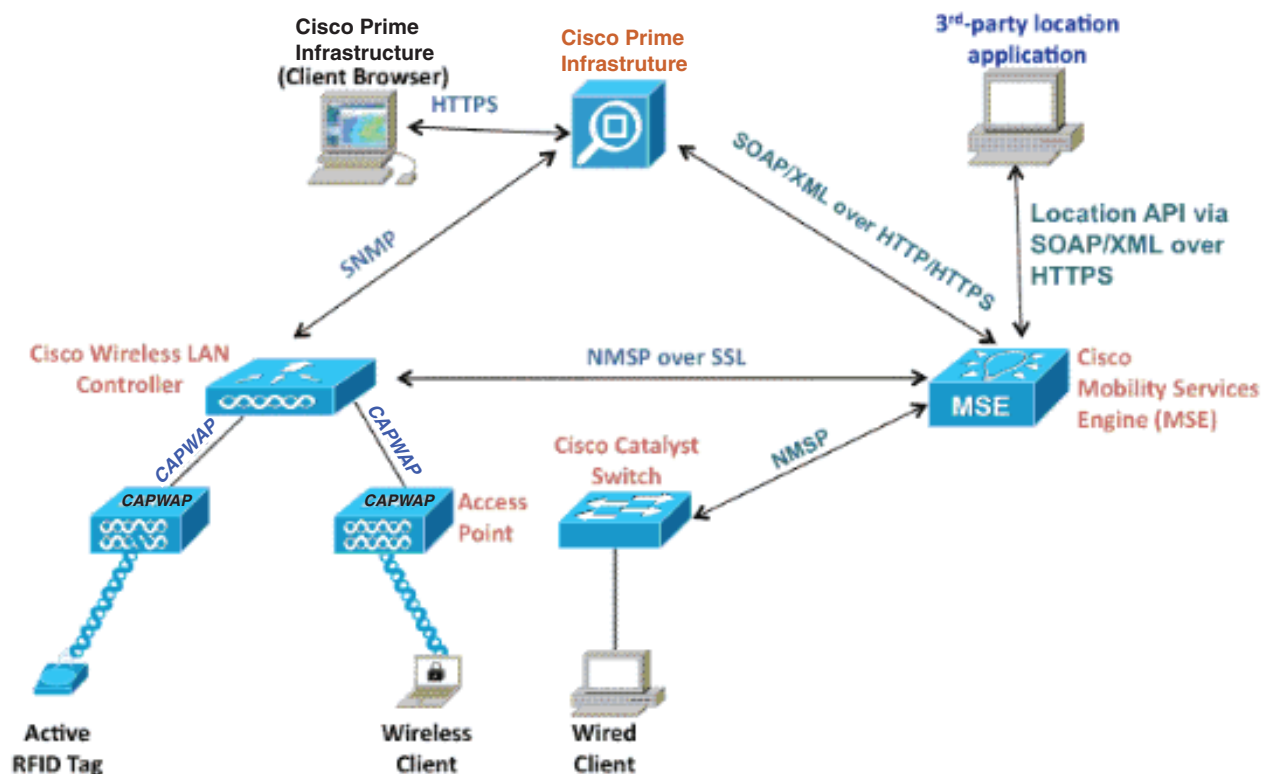 Cisco Prime
Infrastructure
(Client Browser)
Cisco Prime
Infrastruture
3rd-party location
application
HTTPS
SOAP/XML over HTTP/HTTPS
Location API via
SOAP/XML over
HTTPS
SNMP
Cisco Wireless LAN
Controller
NMSP over SSL
MSE
Cisco
Mobility Services
Engine (MSE)
CAPWAP
CAPWAP
Cisco Catalyst
Switch
NMSP
CAPWAP
CAPWAP
Access
Point
Active
RFID Tag
Wireless
Client
Wired
Client